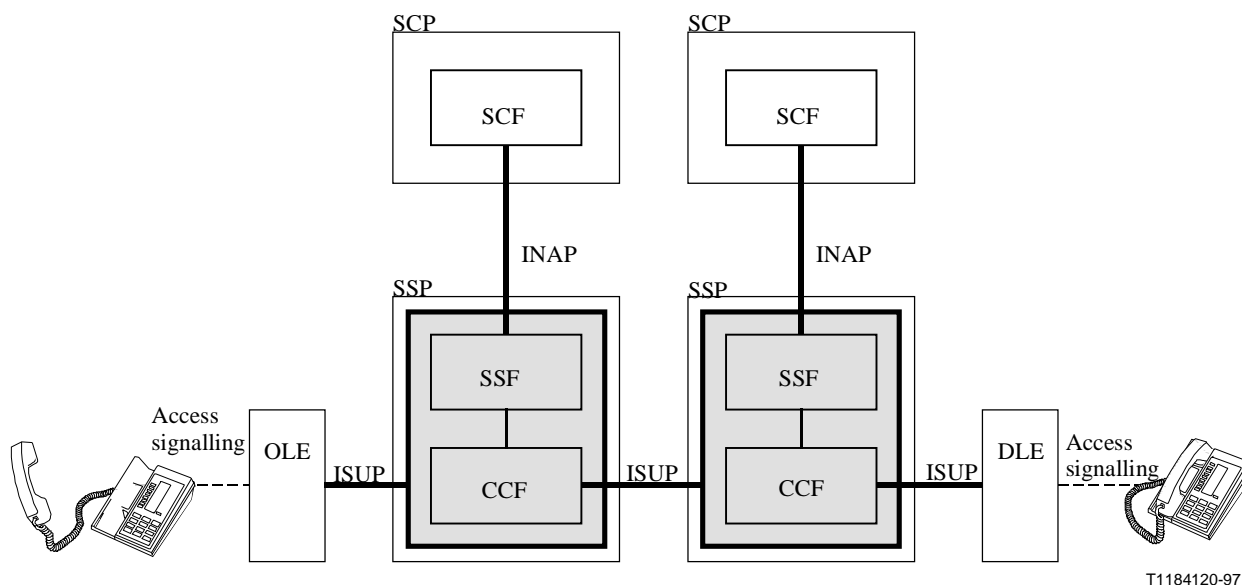 SCP
SCP
SCF
SCF
INAP
INAP
SSP
SSP
SSF
SSF
Access
signalling
OLE
ISUP
CCF
ISUP
CCF
ISUP
DLE
Access
signalling
T1184120-97